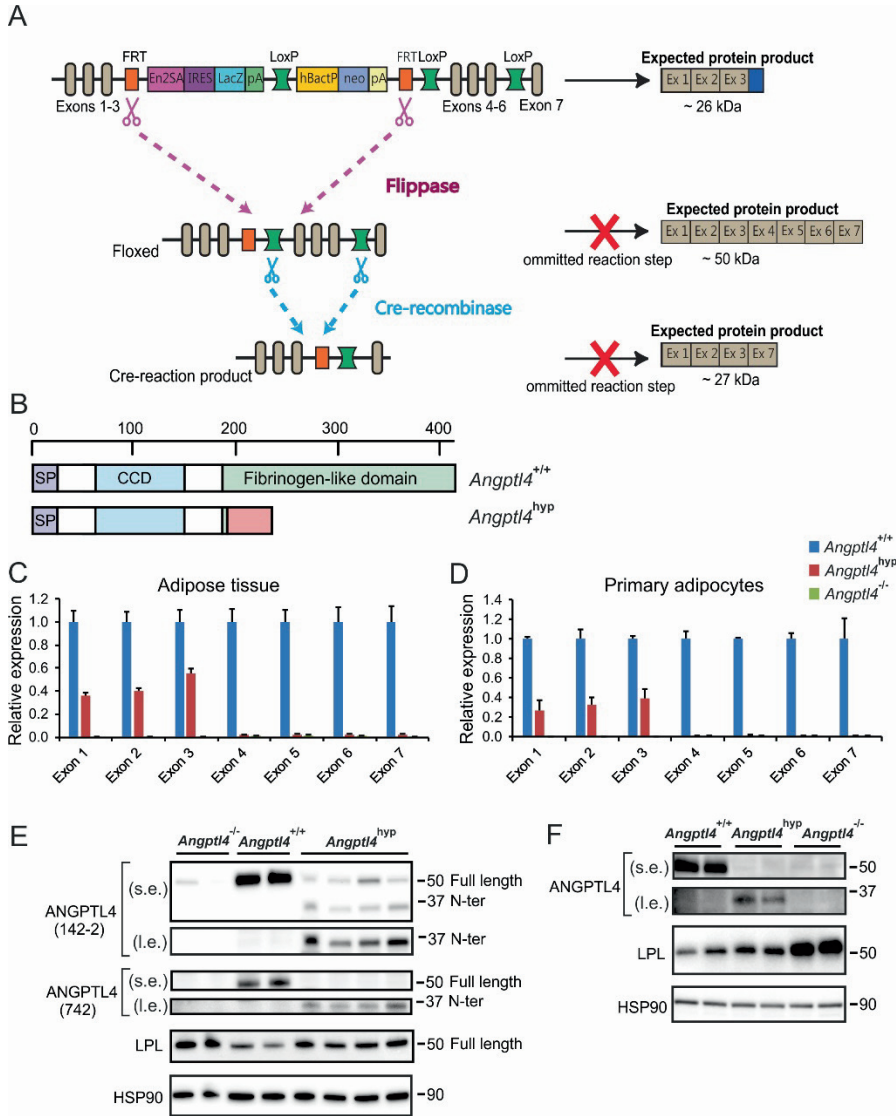 A
FRT
LoxP
FRT LoxP
LoxP
En2SA IRES LacZ pA
hBactP neo pA
Exons 1-3
Exons 4-6
Exon 7
Expected protein product
Ex 1 Ex 2 Ex 3
~ 26 kDa
Flippase
Floxed
ommitted reaction step
Expected protein product
Ex 1 Ex 2 Ex 3 Ex 4 Ex 5 Ex 6 Ex 7
~ 50 kDa
Cre-recombinase
Cre-reaction product
ommitted reaction step
Expected protein product
Ex 1 Ex 2 Ex 3 Ex 7
~ 27 kDa
B
0 100 200 300 400
SP CCD Fibrinogen-like domain Angptl4+/+
SP Angptl4hyp
Angptl4+/+
Angptl4hyp
Angptl4-/-
C
Adipose tissue
Relative expression
1.2
1.0
0.8
0.6
0.4
0.2
0.0
Exon 1 Exon 2 Exon 3 Exon 4 Exon 5 Exon 6 Exon 7
D
Primary adipocytes
Relative expression
1.4
1.2
1.0
0.8
0.6
0.4
0.2
0.0
Exon 1 Exon 2 Exon 3 Exon 4 Exon 5 Exon 6 Exon 7
E
Angptl4-/- Angptl4+/+ Angptl4hyp
ANGPTL4
(142-2)
(s.e.)
50 Full length
37 N-ter
(l.e.)
37 N-ter
ANGPTL4
(742)
(s.e.)
50 Full length
(l.e.)
37 N-ter
LPL
50 Full length
HSP90
90
F
Angptl4+/+ Angptl4hyp Angptl4-/-
ANGPTL4
(s.e.)
50
(l.e.)
37
LPL
50
HSP90
90